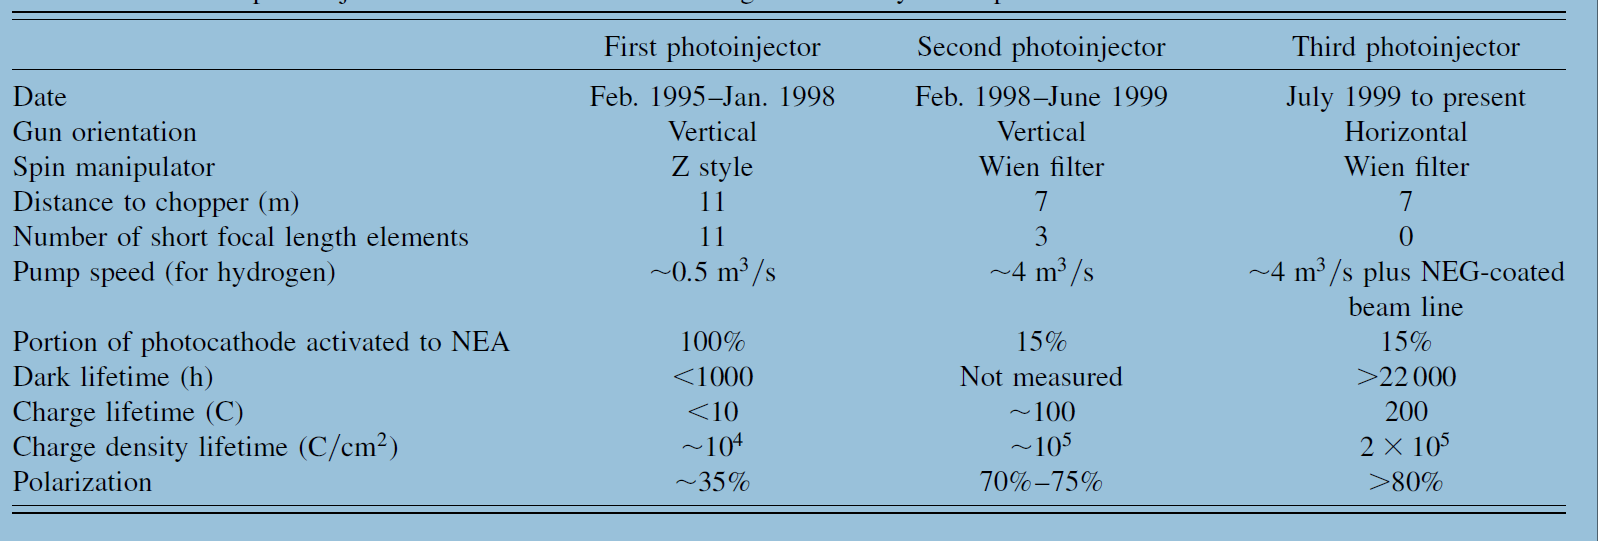 First photoinjector Second photoinjector Third photoinjector
Date Feb. 1995–Jan. 1998 Feb. 1998–June 1999 July 1999 to present
Gun orientation Vertical Vertical Horizontal
Spin manipulator Z style Wien filter Wien filter
Distance to chopper (m) 11 7 7
Number of short focal length elements 11 3 0
Pump speed (for hydrogen) ~0.5 m³/s ~4 m³/s ~4 m³/s plus NEG-coated
beam line
Portion of photocathode activated to NEA 100% 15% 15%
Dark lifetime (h) <1000 Not measured >22 000
Charge lifetime (C) <10 ~100 200
Charge density lifetime (C/cm²) ~10⁴ ~10⁵ 2 × 10⁵
Polarization ~35% 70%–75% >80%